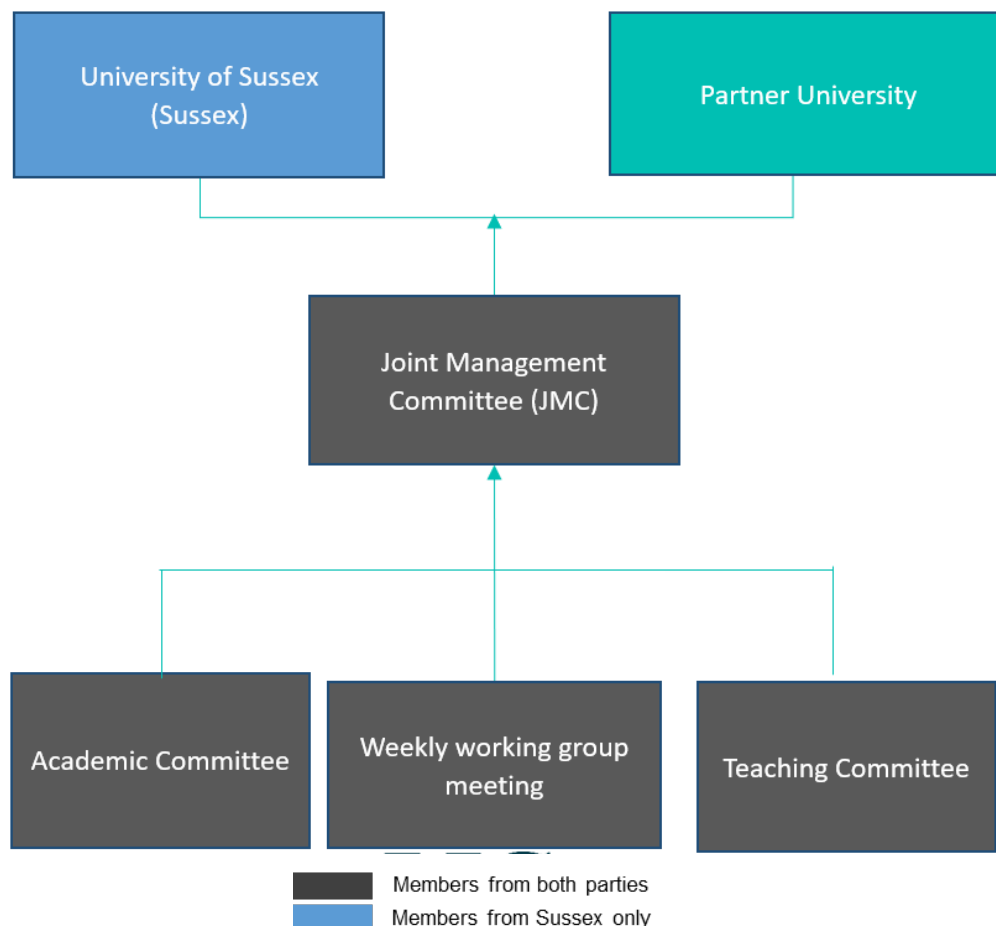 University of Sussex
(Sussex)
Partner University
Joint Management
Committee (JMC)
Academic Committee
Weekly working group
meeting
Teaching Committee
Members from both parties
Members from Sussex only